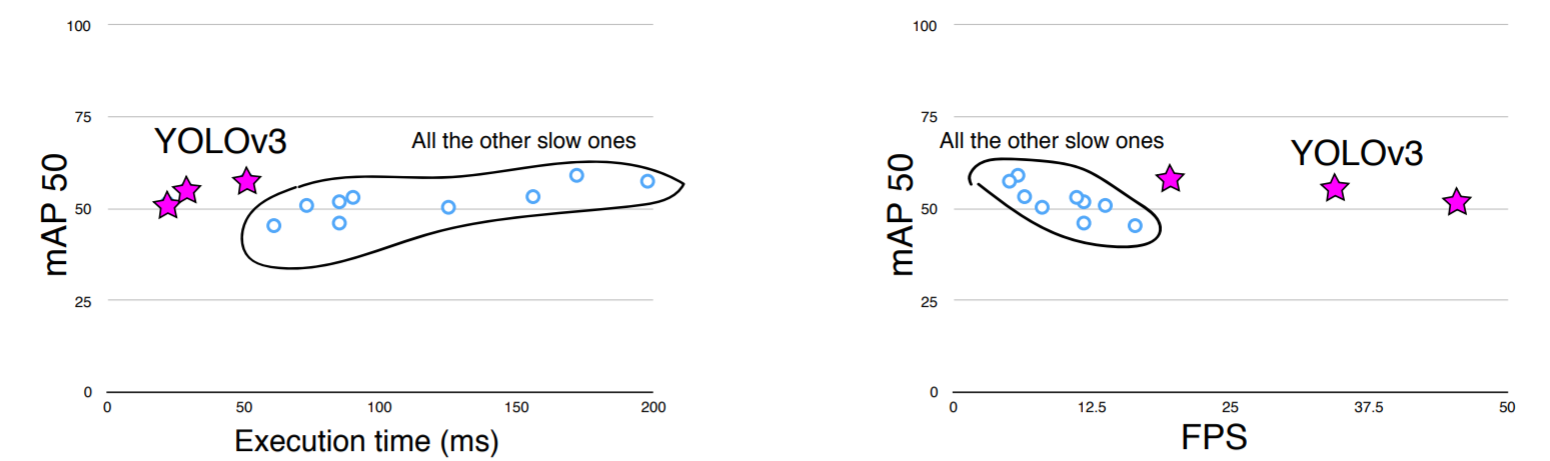 100
75
50
25
0
mAP 50
YOLOv3
All the other slow ones
0 50 100 150 200
Execution time (ms)
100
75
50
25
0
mAP 50
All the other slow ones
YOLOv3
0 12.5 25 37.5 50
FPS